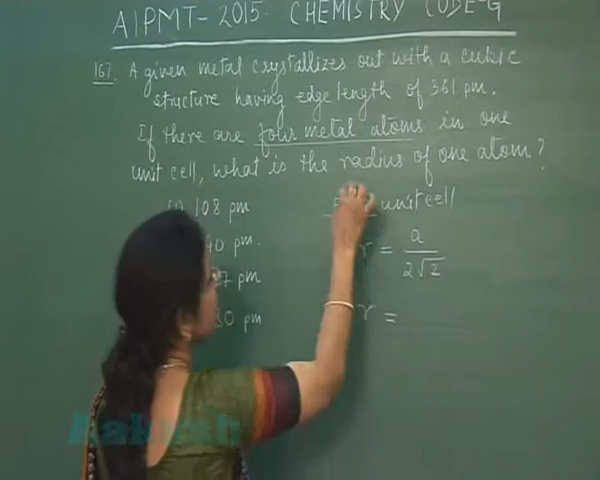 AIPMT-2015 CHEMISTRY CODE-G
167. A given metal crystallizes out with a cubic
structure having edge length of 361 pm.
If there are four metal atoms in one
unit cell, what is the radius of one atom?
108 pm
unit cell
40 pm.
r = a / 2√2
27 pm
80 pm
r =
Aakash